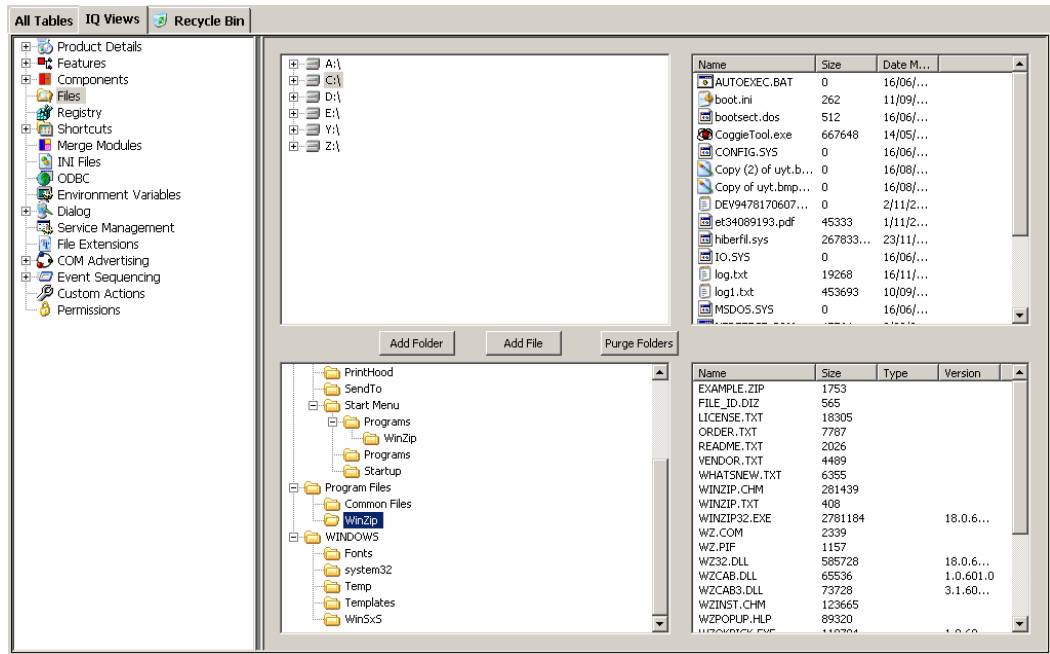 All Tables IQ Views Recycle Bin
Product Details
Features
Components
Files
Registry
Shortcuts
Merge Modules
INI Files
ODBC
Environment Variables
Dialog
Service Management
File Extensions
COM Advertising
Event Sequencing
Custom Actions
Permissions
A:\
C:\
D:\
E:\
Y:\
Z:\
Name Size Date M...
AUTOEXEC.BAT 0 16/06/...
boot.ini 262 11/09/...
bootsect.dos 512 16/06/...
CoggieTool.exe 667648 14/05/...
CONFIG.SYS 0 16/06/...
Copy (2) of uyt.b... 0 16/08/...
Copy of uyt.bmp... 0 16/08/...
DEV9478170607... 0 2/11/2...
et34089193.pdf 45333 1/11/2...
hiberfil.sys 267833... 23/11/...
IO.SYS 0 16/06/...
log.txt 19268 16/11/...
log1.txt 453693 10/09/...
MSDOS.SYS 0 16/06/...
Add Folder Add File Purge Folders
PrintHood
SendTo
Start Menu
Programs
WinZip
Programs
Startup
Program Files
Common Files
WinZip
WINDOWS
Fonts
system32
Temp
Templates
WinSxS
Name Size Type Version
EXAMPLE.ZIP 1753
FILE_ID.DIZ 565
LICENSE.TXT 18305
ORDER.TXT 7787
README.TXT 2026
VENDOR.TXT 4489
WHATSNEW.TXT 6355
WINZIP.CHM 281439
WINZIP.TXT 408
WINZIP32.EXE 2781184 18.0.6...
WZ.COM 2339
WZ.PIF 1157
WZ32.DLL 585728 18.0.6...
WZCAB.DLL 65536 1.0.601.0
WZCAB3.DLL 73728 3.1.60...
WZINST.CHM 123665
WZPOPUP.HLP 89320